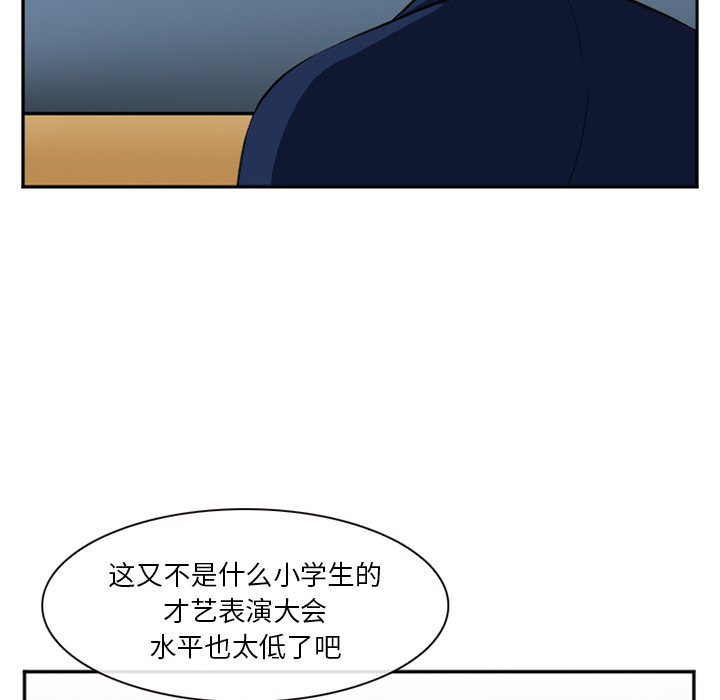 这又不是什么小学生的
才艺表演大会
水平也太低了吧